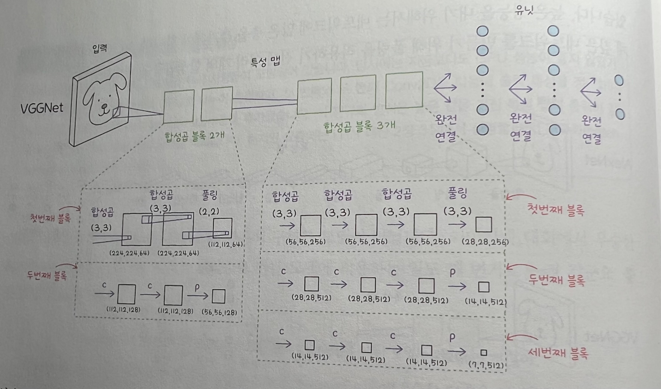 유닛
입력
특성 맵
VGGNet
합성곱 블록 2개
합성곱 블록 3개
완전
연결
완전
연결
완전
연결
첫번째 블록
합성곱
(3,3)
합성곱
(3,3)
풀링
(2,2)
(224,224,64)
(224,224,64)
(112,112,64)
두번째 블록
c
c
p
(112,112,128)
(112,112,128)
(56,56,128)
합성곱
(3,3)
합성곱
(3,3)
합성곱
(3,3)
풀링
(3,3)
첫번째 블록
(56,56,256)
(56,56,256)
(56,56,256)
(28,28,256)
c
c
c
p
두번째 블록
(28,28,512)
(28,28,512)
(28,28,512)
(14,14,512)
c
c
c
p
세번째 블록
(14,14,512)
(14,14,512)
(14,14,512)
(7,7,512)